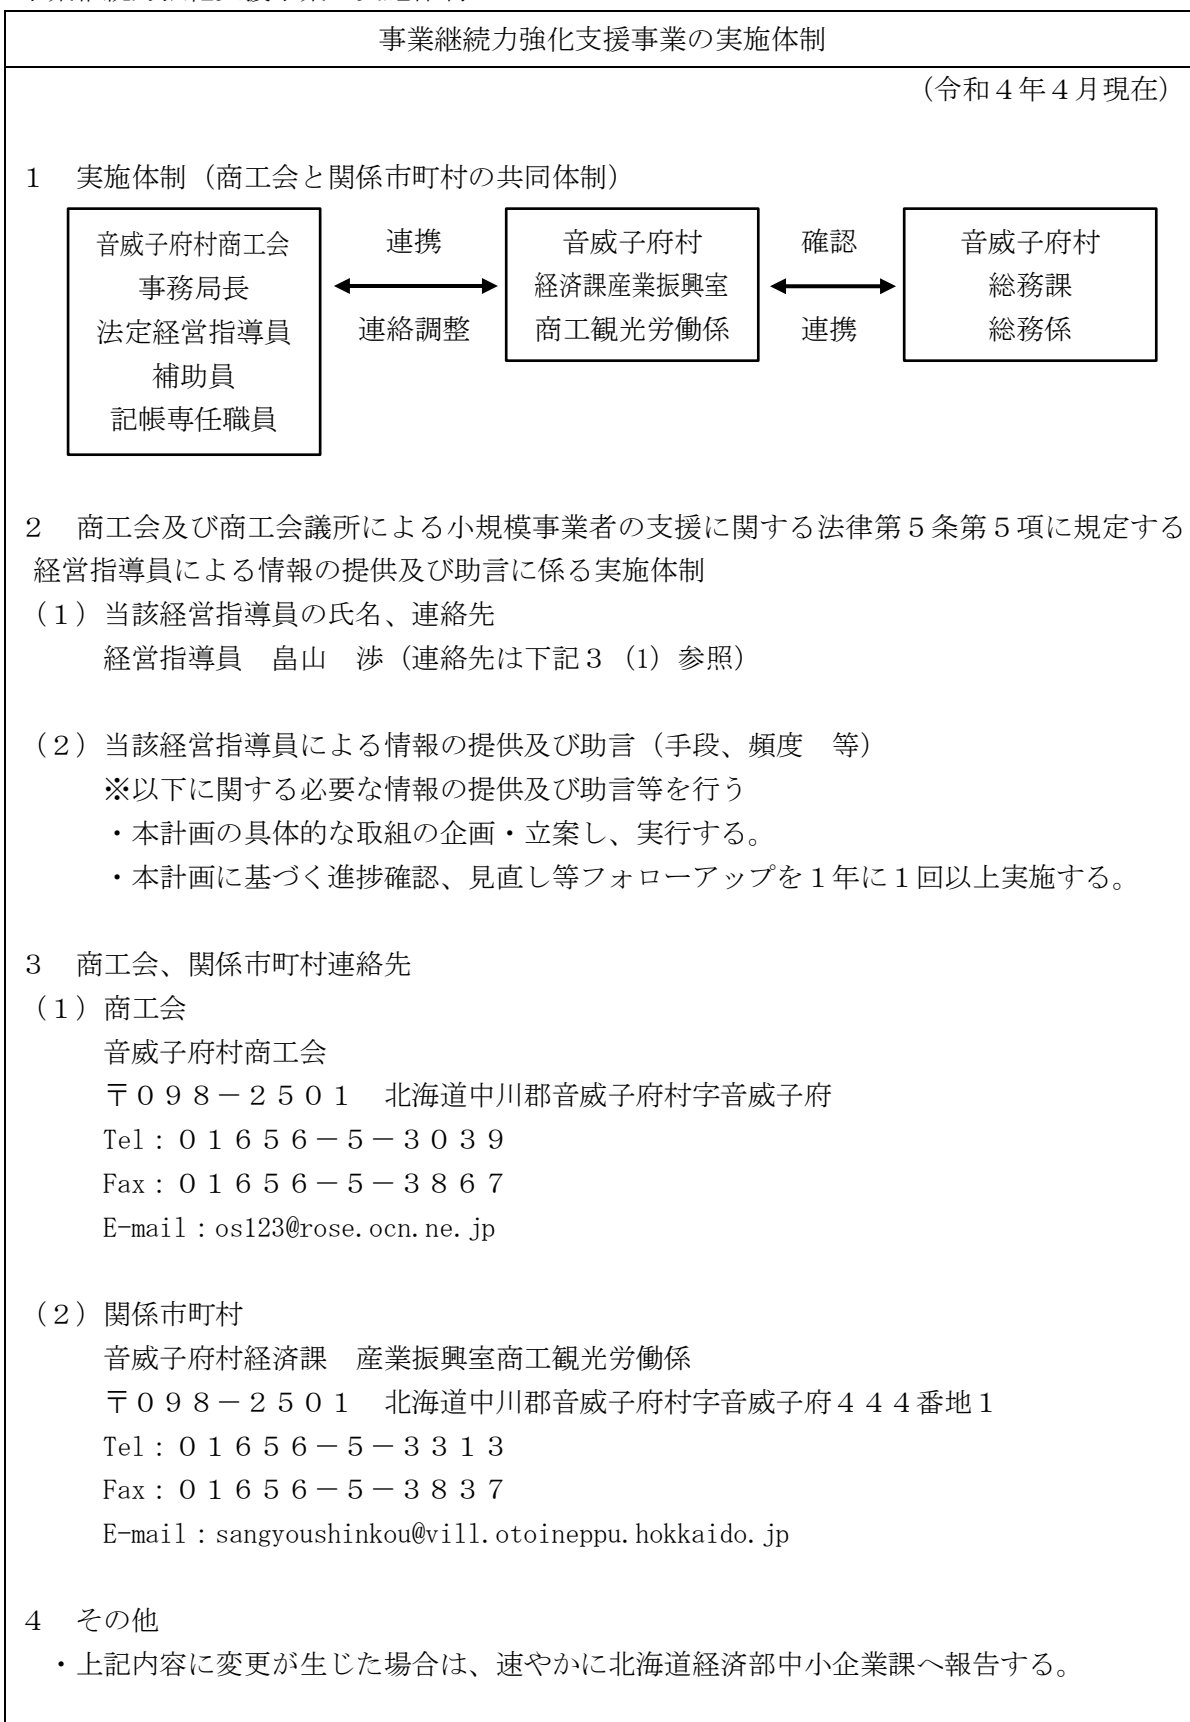 事業継続力強化支援事業の実施体制
（令和４年４月現在）
１　実施体制（商工会と関係市町村の共同体制）
音威子府村商工会
事務局長
法定経営指導員
補助員
記帳専任職員
連携
連絡調整
音威子府村
経済課産業振興室
商工観光労働係
確認
連携
音威子府村
総務課
総務係
２　商工会及び商工会議所による小規模事業者の支援に関する法律第５条第５項に規定する
経営指導員による情報の提供及び助言に係る実施体制
（１）当該経営指導員の氏名、連絡先
経営指導員　畠山　渉（連絡先は下記３（1）参照）
（２）当該経営指導員による情報の提供及び助言（手段、頻度　等）
※以下に関する必要な情報の提供及び助言等を行う
・本計画の具体的な取組の企画・立案し、実行する。
・本計画に基づく進捗確認、見直し等フォローアップを１年に１回以上実施する。
３　商工会、関係市町村連絡先
（１）商工会
音威子府村商工会
〒０９８－２５０１　北海道中川郡音威子府村字音威子府
Tel：０１６５６－５－３０３９
Fax：０１６５６－５－３８６７
E-mail：os123@rose.ocn.ne.jp
（２）関係市町村
音威子府村経済課　産業振興室商工観光労働係
〒０９８－２５０１　北海道中川郡音威子府村字音威子府４４４番地１
Tel：０１６５６－５－３３１３
Fax：０１６５６－５－３８３７
E-mail：sangyoushinkou@vill.otoineppu.hokkaido.jp
４　その他
・上記内容に変更が生じた場合は、速やかに北海道経済部中小企業課へ報告する。